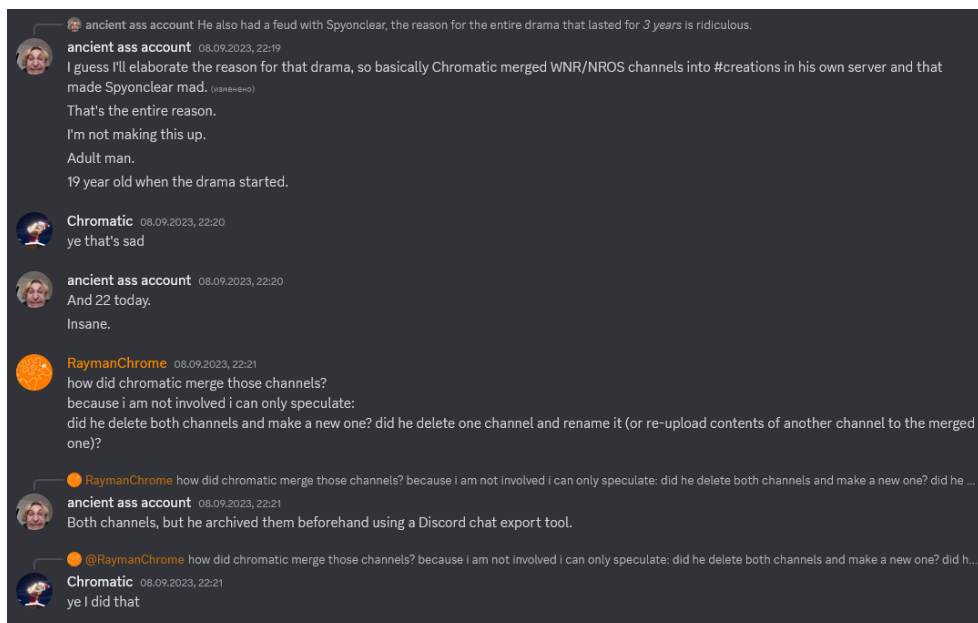 ancient ass account He also had a feud with Spyonclear, the reason for the entire drama that lasted for 3 years is ridiculous.
ancient ass account 08.09.2023, 22:19
I guess I'll elaborate the reason for that drama, so basically Chromatic merged WNR/NROS channels into #creations in his own server and that
made Spyonclear mad. (изменено)
That's the entire reason.
I'm not making this up.
Adult man.
19 year old when the drama started.
Chromatic 08.09.2023, 22:20
ye that's sad
ancient ass account 08.09.2023, 22:20
And 22 today.
Insane.
RaymanChrome 08.09.2023, 22:21
how did chromatic merge those channels?
because i am not involved i can only speculate:
did he delete both channels and make a new one? did he delete one channel and rename it (or re-upload contents of another channel to the merged
one)?
RaymanChrome how did chromatic merge those channels? because i am not involved i can only speculate: did he delete both channels and make a new one? did he ...
ancient ass account 08.09.2023, 22:21
Both channels, but he archived them beforehand using a Discord chat export tool.
@RaymanChrome how did chromatic merge those channels? because i am not involved i can only speculate: did he delete both channels and make a new one? did h...
Chromatic 08.09.2023, 22:21
ye I did that